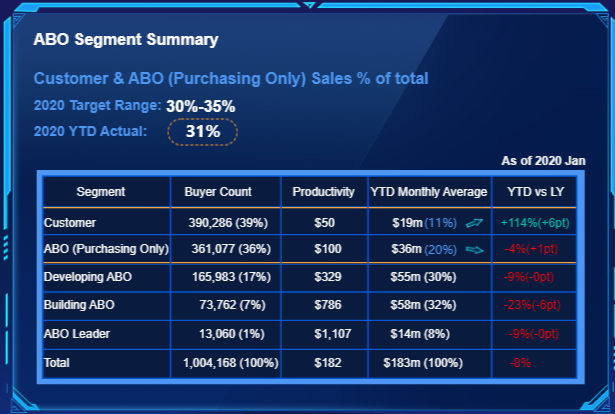 ABO Segment Summary
Customer & ABO (Purchasing Only) Sales % of total
2020 Target Range: 30%-35%
2020 YTD Actual: 31%
As of 2020 Jan
Segment Buyer Count Productivity YTD Monthly Average YTD vs LY
Customer 390,286 (39%) $50 $19m (11%) +114%(+6pt)
ABO (Purchasing Only) 361,077 (36%) $100 $36m (20%) -4%(+1pt)
Developing ABO 165,983 (17%) $329 $55m (30%) -9%(-0pt)
Building ABO 73,762 (7%) $786 $58m (32%) -23%(-6pt)
ABO Leader 13,060 (1%) $1,107 $14m (8%) -9%(-0pt)
Total 1,004,168 (100%) $182 $183m (100%) -8%